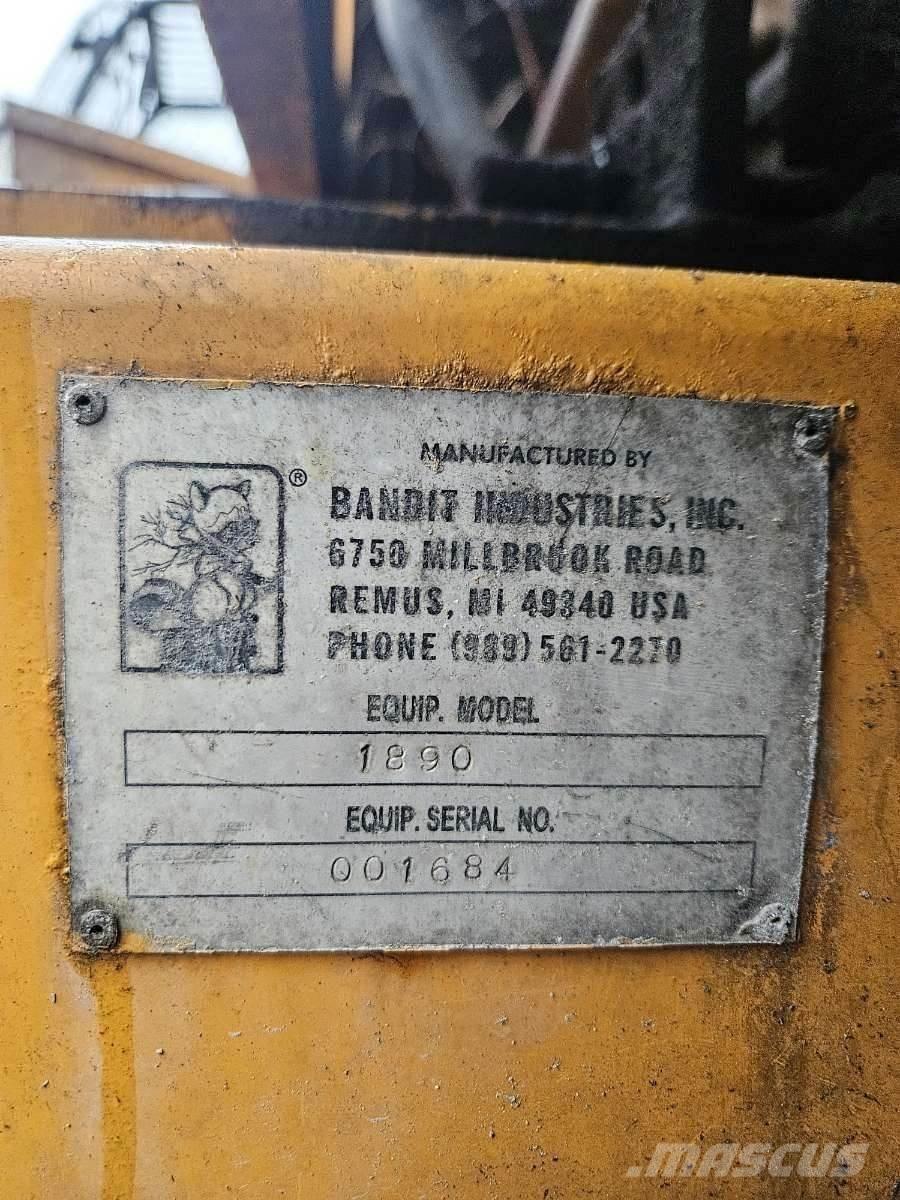 ®
MANUFACTURED BY
BANDIT INDUSTRIES, INC.
6750 MILLBROOK ROAD
REMUS, MI 49340 USA
PHONE (989) 561-2270
EQUIP. MODEL
1890
EQUIP. SERIAL NO.
001684
MASCUS